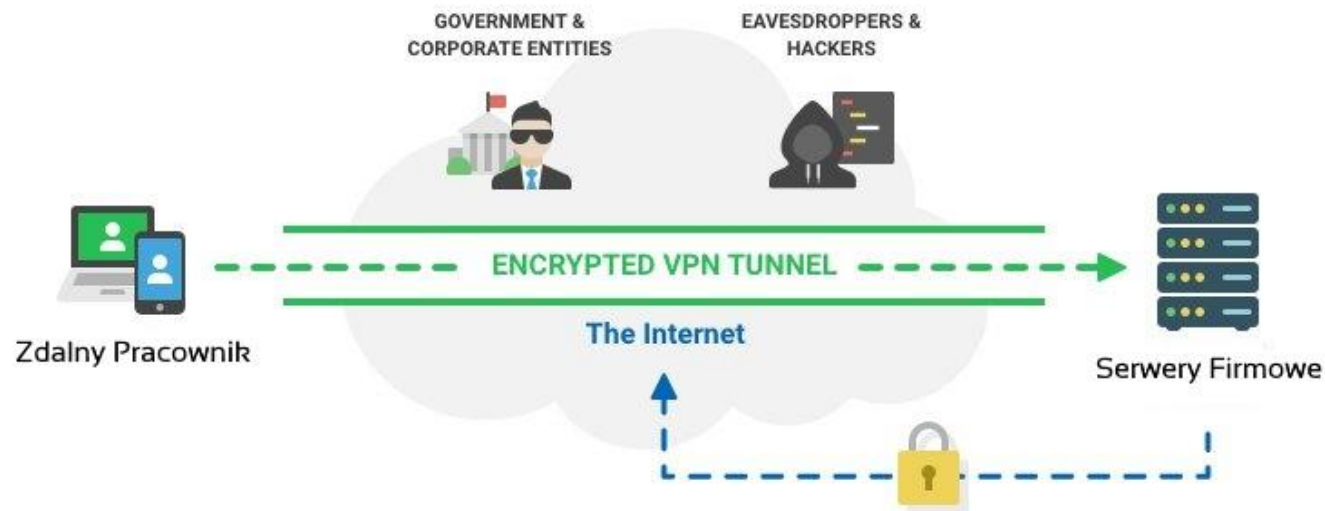 GOVERNMENT &
CORPORATE ENTITIES
EAVESDROPPERS &
HACKERS
ENCRYPTED VPN TUNNEL
The Internet
Zdalny Pracownik
Serwery Firmowe